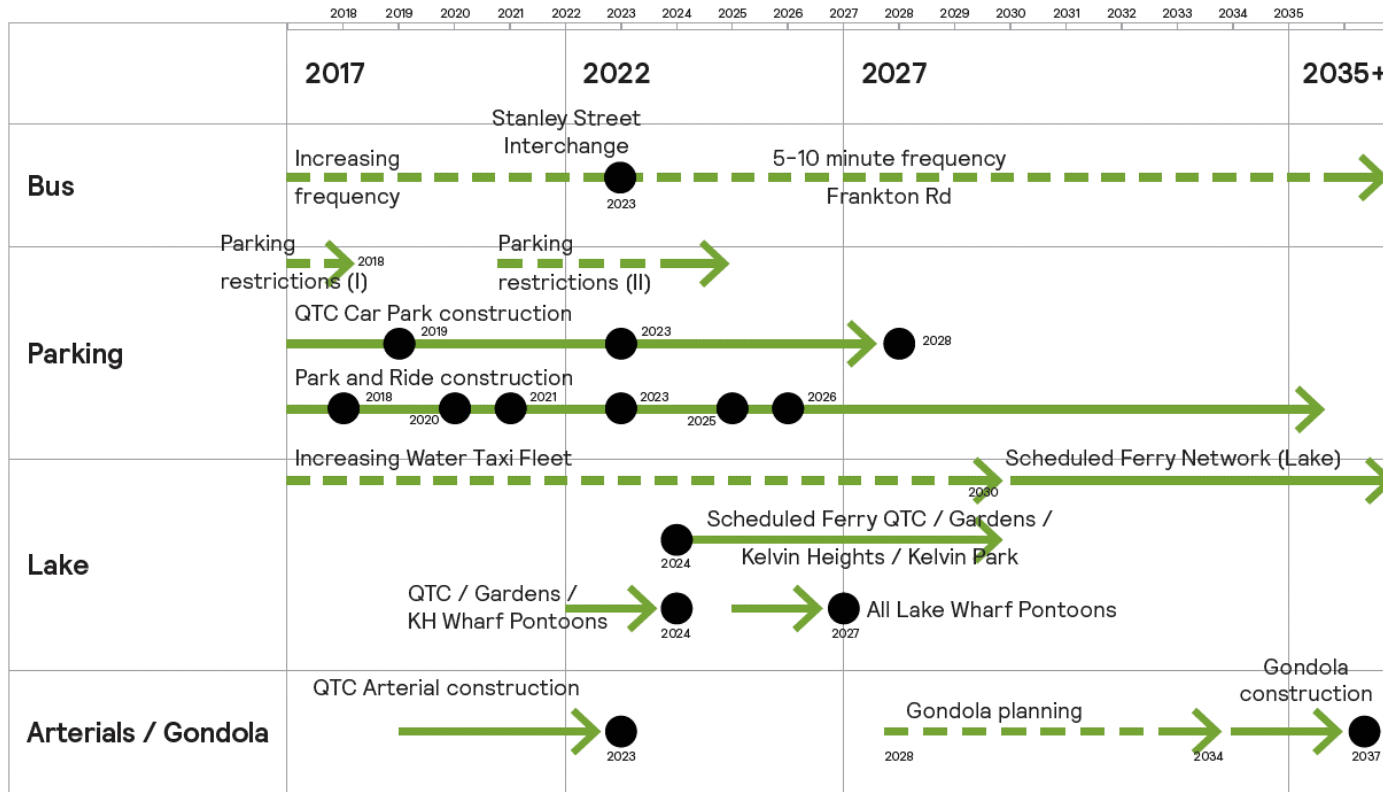 2018 2019 2020 2021 2022 2023 2024 2025 2026 2027 2028 2029 2030 2031 2032 2033 2034 2035
2017 2022 2027 2035+
Bus
Increasing
frequency
Stanley Street
Interchange
2023
5-10 minute frequency
Frankton Rd
Parking
Parking
restrictions (I)
2018
Parking
restrictions (II)
QTC Car Park construction
2019 2023 2028
Park and Ride construction
2018 2020 2021 2023 2025 2026
Lake
Increasing Water Taxi Fleet
2030
Scheduled Ferry Network (Lake)
2024
Scheduled Ferry QTC / Gardens /
Kelvin Heights / Kelvin Park
QTC / Gardens /
KH Wharf Pontoons
2024
2027
All Lake Wharf Pontoons
Arterials / Gondola
QTC Arterial construction
2023
Gondola planning
2028 2034
Gondola
construction
2037